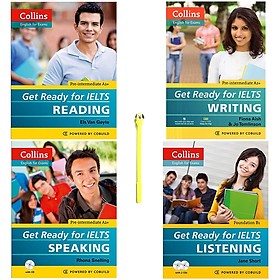 Collins
English for Exams
Pre-intermediate A2+
Get Ready for IELTS
READING
Els Van Geyte
POWERED BY COBUILD
Collins
English for Exams
Pre-intermediate A2+
Get Ready for IELTS
WRITING
Fiona Aish
& Jo Tomlinson
POWERED BY COBUILD
Collins
English for Exams
Pre-intermediate A2+
Get Ready for IELTS
SPEAKING
Rhona Snelling
POWERED BY COBUILD
Collins
English for Exams
Get Ready for IELTS
LISTENING
Jane Short
POWERED BY COBUILD